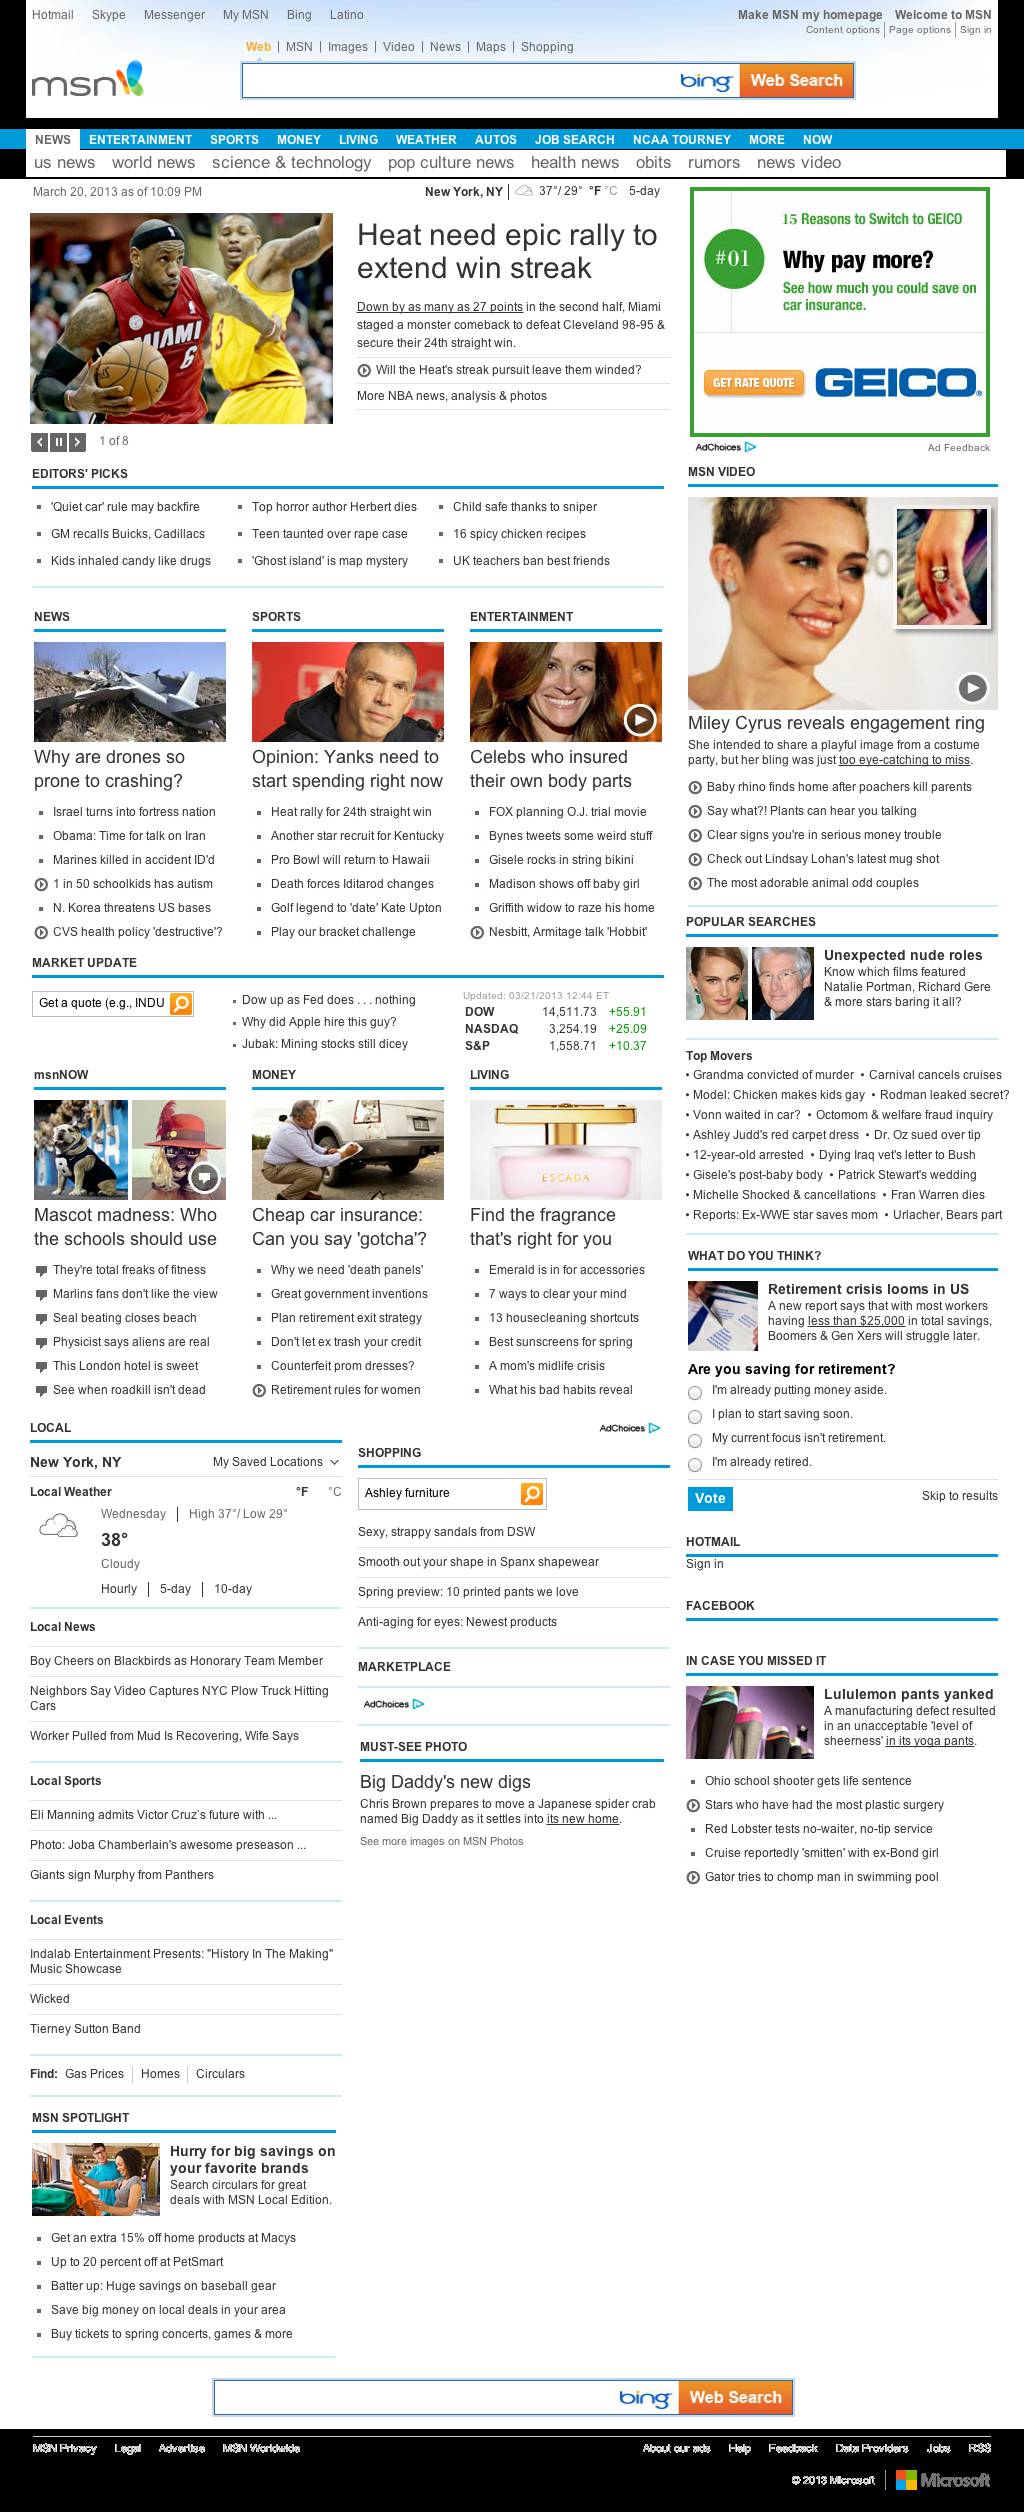 Hotmail Skype Messenger My MSN Bing Latino
Make MSN my homepage Welcome to MSN
Content options | Page options | Sign in
Web | MSN | Images | Video | News | Maps | Shopping
msn
bing Web Search
NEWS ENTERTAINMENT SPORTS MONEY LIVING WEATHER AUTOS JOB SEARCH NCAA TOURNEY MORE NOW
us news world news science & technology pop culture news health news obits rumors news video
March 20, 2013 as of 10:09 PM
New York, NY | 37°/ 29° °F °C 5-day
MIAMI
6
Heat need epic rally to
extend win streak
Down by as many as 27 points in the second half, Miami
staged a monster comeback to defeat Cleveland 98-95 &
secure their 24th straight win.
Will the Heat's streak pursuit leave them winded?
More NBA news, analysis & photos
1 of 8
15 Reasons to Switch to GEICO
#01
Why pay more?
See how much you could save on
car insurance.
GET RATE QUOTE GEICO®
AdChoices
Ad Feedback
EDITORS' PICKS
'Quiet car' rule may backfire
GM recalls Buicks, Cadillacs
Kids inhaled candy like drugs
Top horror author Herbert dies
Teen taunted over rape case
'Ghost island' is map mystery
Child safe thanks to sniper
16 spicy chicken recipes
UK teachers ban best friends
NEWS
Why are drones so
prone to crashing?
Israel turns into fortress nation
Obama: Time for talk on Iran
Marines killed in accident ID'd
1 in 50 schoolkids has autism
N. Korea threatens US bases
CVS health policy 'destructive'?
SPORTS
Opinion: Yanks need to
start spending right now
Heat rally for 24th straight win
Another star recruit for Kentucky
Pro Bowl will return to Hawaii
Death forces Iditarod changes
Golf legend to 'date' Kate Upton
Play our bracket challenge
ENTERTAINMENT
Celebs who insured
their own body parts
FOX planning O.J. trial movie
Bynes tweets some weird stuff
Gisele rocks in string bikini
Madison shows off baby girl
Griffith widow to raze his home
Nesbitt, Armitage talk 'Hobbit'
MARKET UPDATE
Get a quote (e.g., INDU
Dow up as Fed does . . . nothing
Why did Apple hire this guy?
Jubak: Mining stocks still dicey
Updated: 03/21/2013 12:44 ET
DOW 14,511.73 +55.91
NASDAQ 3,254.19 +25.09
S&P 1,558.71 +10.37
msnNOW
Mascot madness: Who
the schools should use
They're total freaks of fitness
Marlins fans don't like the view
Seal beating closes beach
Physicist says aliens are real
This London hotel is sweet
See when roadkill isn't dead
MONEY
Cheap car insurance:
Can you say 'gotcha'?
Why we need 'death panels'
Great government inventions
Plan retirement exit strategy
Don't let ex trash your credit
Counterfeit prom dresses?
Retirement rules for women
LIVING
ESCADA
Find the fragrance
that's right for you
Emerald is in for accessories
7 ways to clear your mind
13 housecleaning shortcuts
Best sunscreens for spring
A mom's midlife crisis
What his bad habits reveal
MSN VIDEO
Miley Cyrus reveals engagement ring
She intended to share a playful image from a costume
party, but her bling was just too eye-catching to miss.
Baby rhino finds home after poachers kill parents
Say what?! Plants can hear you talking
Clear signs you're in serious money trouble
Check out Lindsay Lohan's latest mug shot
The most adorable animal odd couples
POPULAR SEARCHES
Unexpected nude roles
Know which films featured
Natalie Portman, Richard Gere
& more stars baring it all?
Top Movers
• Grandma convicted of murder • Carnival cancels cruises
• Model: Chicken makes kids gay • Rodman leaked secret?
• Vonn waited in car? • Octomom & welfare fraud inquiry
• Ashley Judd's red carpet dress • Dr. Oz sued over tip
• 12-year-old arrested • Dying Iraq vet's letter to Bush
• Gisele's post-baby body • Patrick Stewart's wedding
• Michelle Shocked & cancellations • Fran Warren dies
• Reports: Ex-WWE star saves mom • Urlacher, Bears part
WHAT DO YOU THINK?
Retirement crisis looms in US
A new report says that with most workers
having less than $25,000 in total savings,
Boomers & Gen Xers will struggle later.
Are you saving for retirement?
I'm already putting money aside.
I plan to start saving soon.
My current focus isn't retirement.
I'm already retired.
Vote Skip to results
HOTMAIL
Sign in
FACEBOOK
IN CASE YOU MISSED IT
Lululemon pants yanked
A manufacturing defect resulted
in an unacceptable 'level of
sheerness' in its yoga pants.
Ohio school shooter gets life sentence
Stars who have had the most plastic surgery
Red Lobster tests no-waiter, no-tip service
Cruise reportedly 'smitten' with ex-Bond girl
Gator tries to chomp man in swimming pool
LOCAL
New York, NY My Saved Locations
Local Weather °F °C
Wednesday | High 37°/ Low 29°
38°
Cloudy
Hourly | 5-day | 10-day
Local News
Boy Cheers on Blackbirds as Honorary Team Member
Neighbors Say Video Captures NYC Plow Truck Hitting
Cars
Worker Pulled from Mud Is Recovering, Wife Says
Local Sports
Eli Manning admits Victor Cruz's future with ...
Photo: Joba Chamberlain's awesome preseason ...
Giants sign Murphy from Panthers
Local Events
Indalab Entertainment Presents: "History In The Making"
Music Showcase
Wicked
Tierney Sutton Band
Find: Gas Prices | Homes | Circulars
AdChoices
SHOPPING
Ashley furniture
Sexy, strappy sandals from DSW
Smooth out your shape in Spanx shapewear
Spring preview: 10 printed pants we love
Anti-aging for eyes: Newest products
MARKETPLACE
AdChoices
MUST-SEE PHOTO
Big Daddy's new digs
Chris Brown prepares to move a Japanese spider crab
named Big Daddy as it settles into its new home.
See more images on MSN Photos
MSN SPOTLIGHT
Hurry for big savings on
your favorite brands
Search circulars for great
deals with MSN Local Edition.
Get an extra 15% off home products at Macys
Up to 20 percent off at PetSmart
Batter up: Huge savings on baseball gear
Save big money on local deals in your area
Buy tickets to spring concerts, games & more
bing Web Search
MSN Privacy Legal Advertise MSN Worldwide
About our ads Help Feedback Data Providers Jobs RSS
© 2013 Microsoft | Microsoft